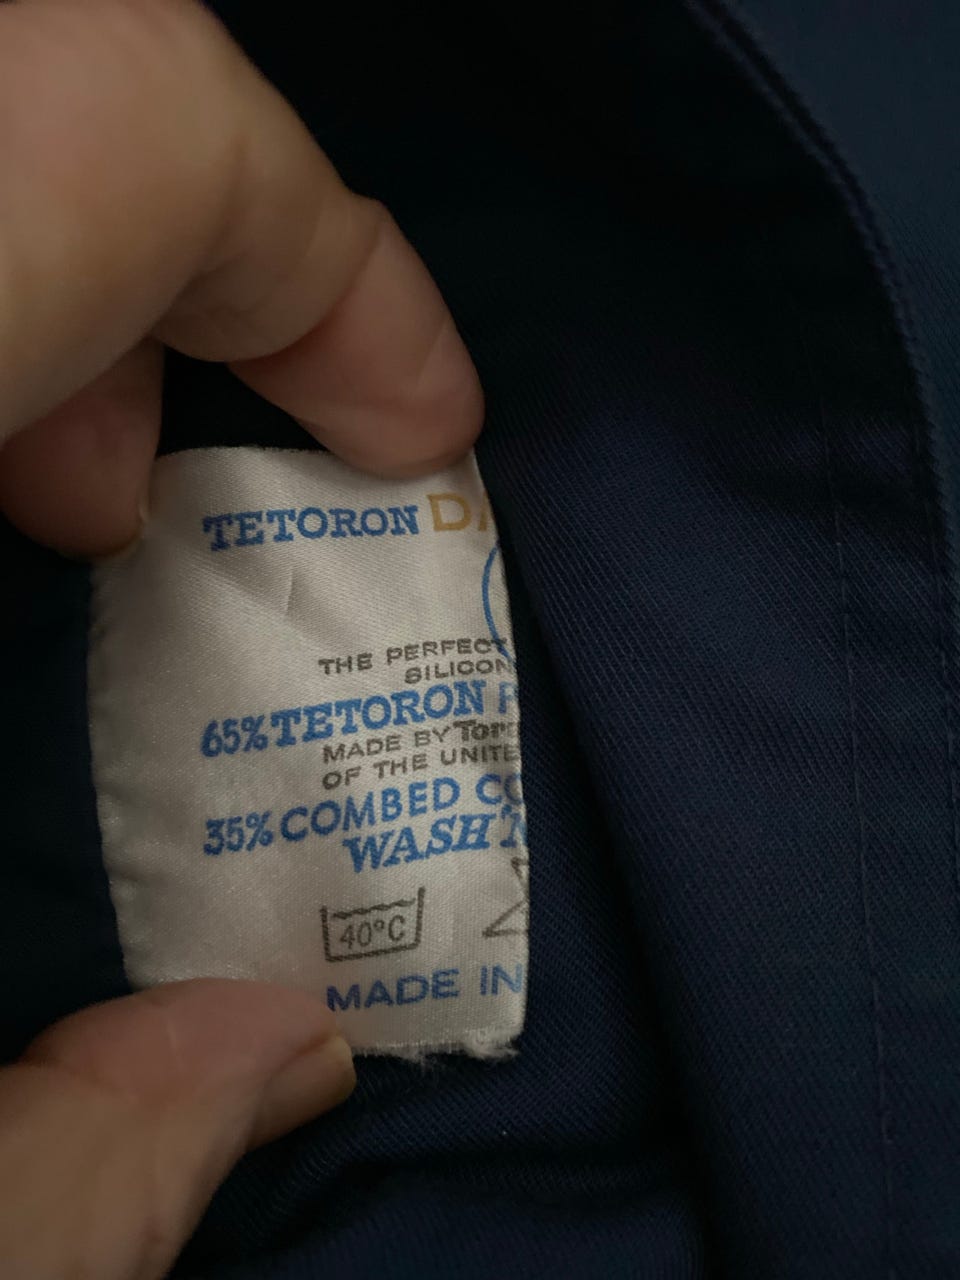 TETORON
THE PERFECT
SILICON
65% TETORON
MADE BY
OF THE UNITE
35% COMBED
WASH
40°C
MADE IN